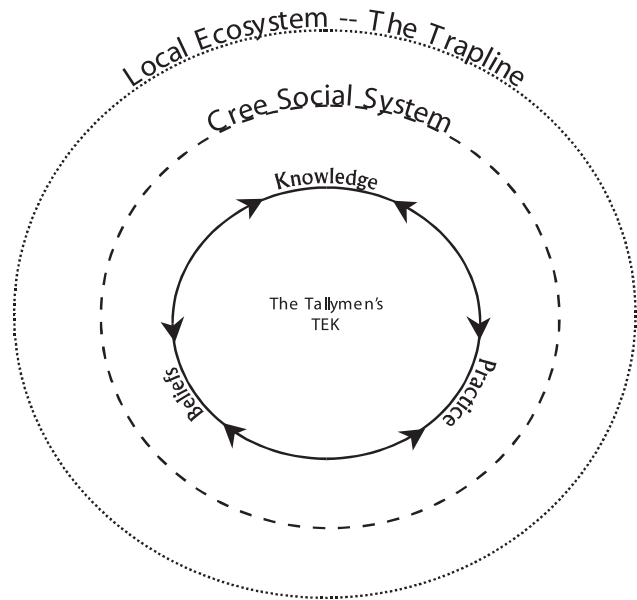 Local Ecosystem -- The Trapline
Cree Social System
Knowledge
The Tallymen's
TEK
Beliefs
Practice